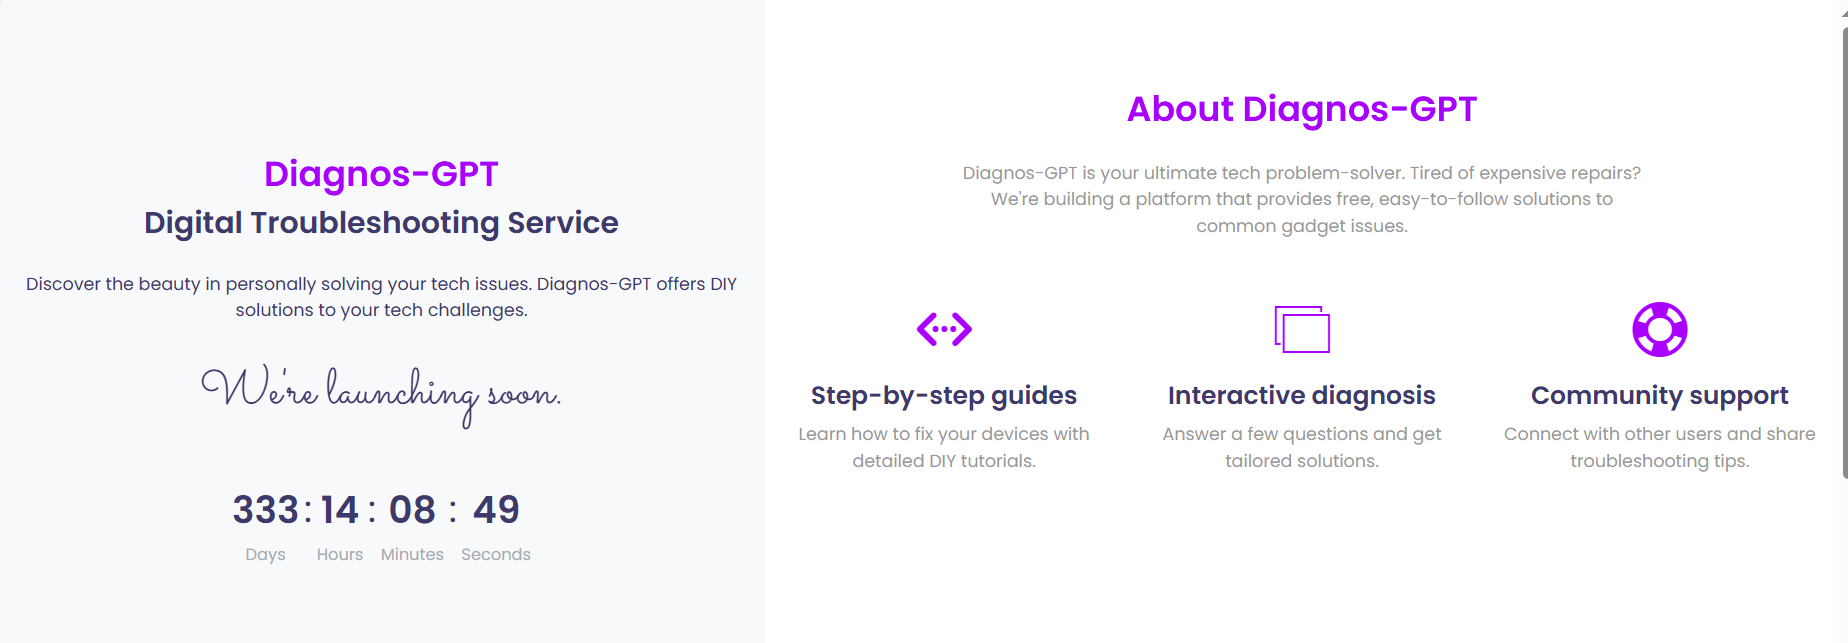 Diagnos-GPT
Digital Troubleshooting Service
Discover the beauty in personally solving your tech issues. Diagnos-GPT offers DIY
solutions to your tech challenges.
We're launching soon.
333 : 14 : 08 : 49
Days Hours Minutes Seconds
About Diagnos-GPT
Diagnos-GPT is your ultimate tech problem-solver. Tired of expensive repairs?
We're building a platform that provides free, easy-to-follow solutions to
common gadget issues.
Step-by-step guides
Learn how to fix your devices with
detailed DIY tutorials.
Interactive diagnosis
Answer a few questions and get
tailored solutions.
Community support
Connect with other users and share
troubleshooting tips.